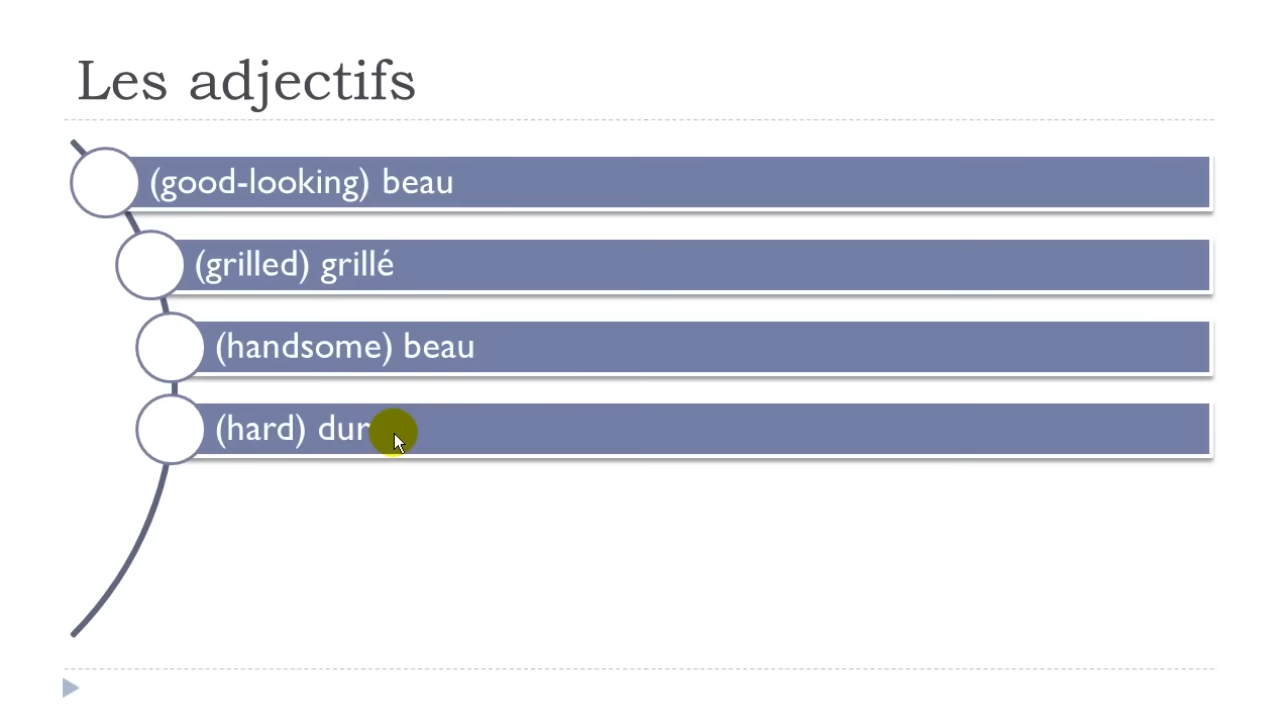 Les adjectifs
(good-looking) beau
(grilled) grillé
(handsome) beau
(hard) dur